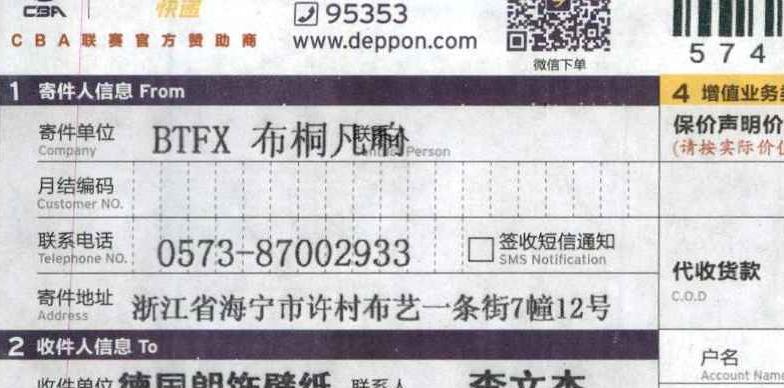 CBA 快递
95353
CBA联赛官方赞助商
www.deppon.com
微信下单
574
1 寄件人信息 From
4 增值业务类
寄件单位 BTFX 布桐凡响
Company Person
保价声明价
(请按实际价值
月结编码
Customer NO.
联系电话 0573-87002933 签收短信通知
Telephone NO. SMS Notification
代收货款
C.O.D
寄件地址 浙江省海宁市许村布艺一条街7幢12号
Address
2 收件人信息 To
户名
Account Name
收件单位 德国朗饰壁纸 联系人 李文杰